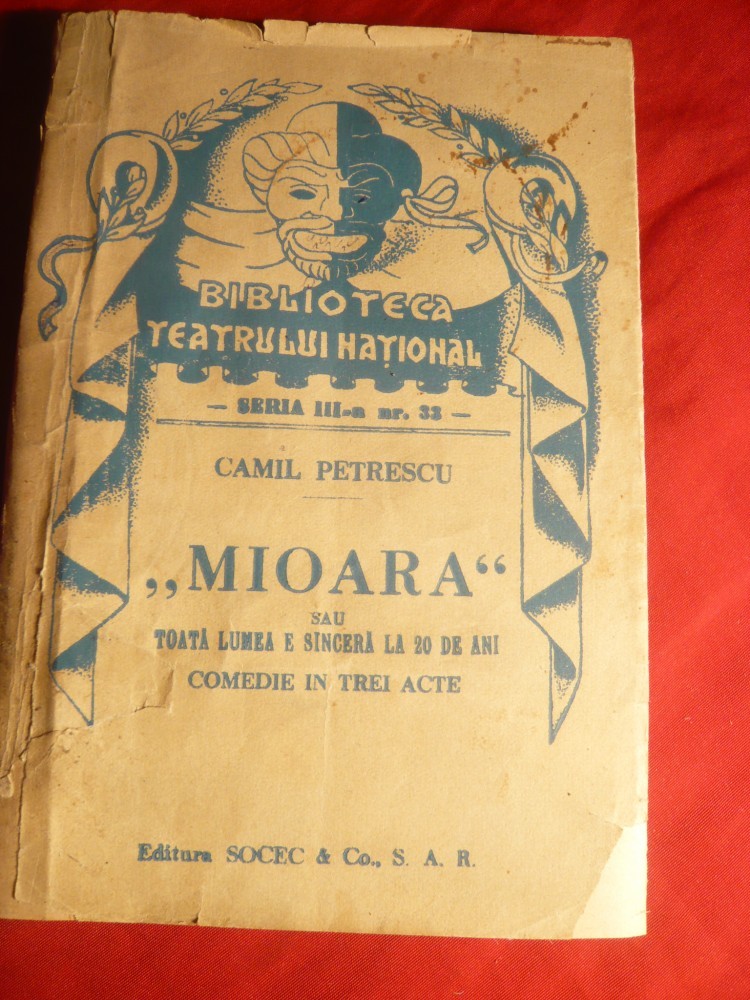 BIBLIOTECA
TEATRULUI NAȚIONAL
— SERIA III-a nr. 33 —
CAMIL PETRESCU
„MIOARA“
SAU
TOATĂ LUMEA E SINCERĂ LA 20 DE ANI
COMEDIE IN TREI ACTE
Editura SOCEC & Co., S. A. R.